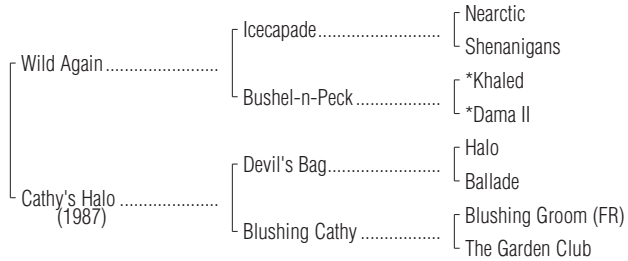 Nearctic
Icecapade
Shenanigans
Wild Again
*Khaled
Bushel-n-Peck
*Dama II
Halo
Devil's Bag
Ballade
Cathy's Halo
(1987)
Blushing Groom (FR)
Blushing Cathy
The Garden Club